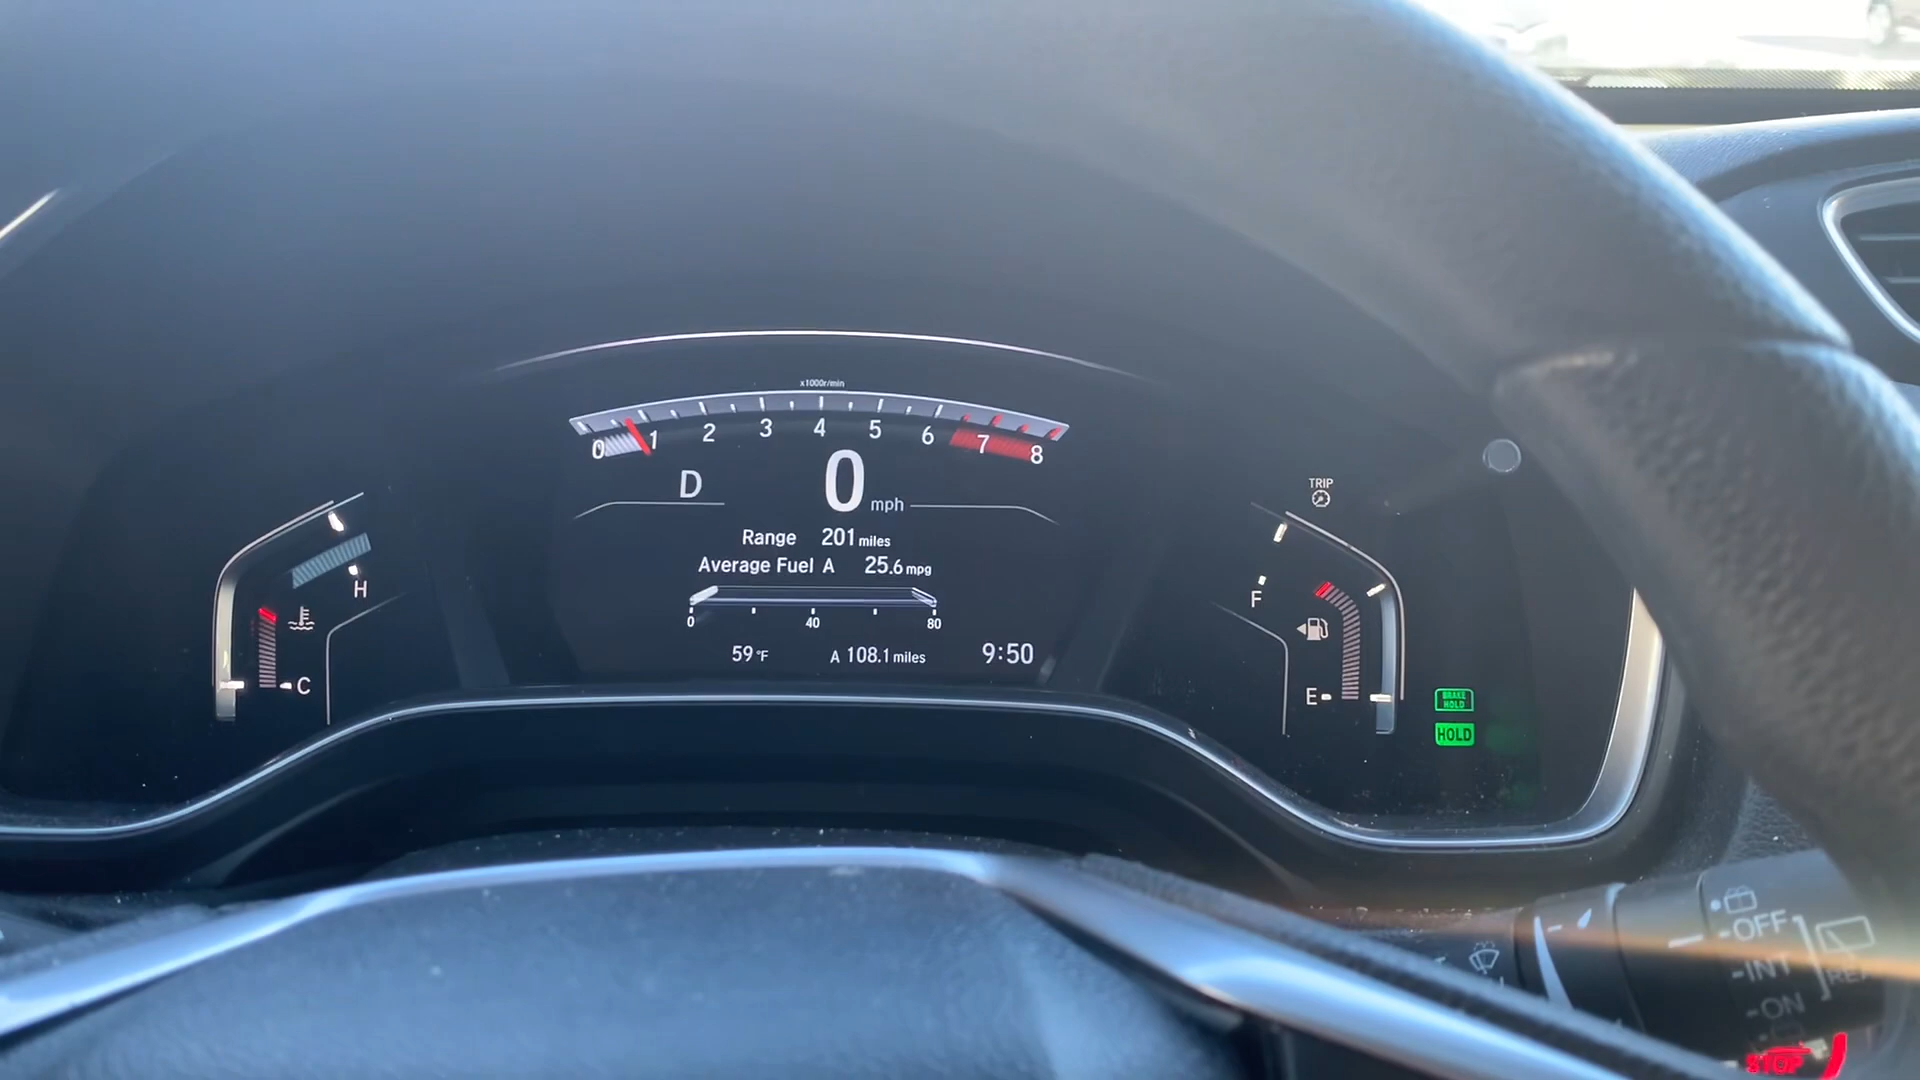 x1000r/min
0 1 2 3 4 5 6 7 8
D 0 mph
TRIP
Range 201 miles
Average Fuel A 25.6 mpg
0 40 80
H
C
F
E
59°F A 108.1 miles 9:50
BRAKE
HOLD
HOLD
OFF
INT
ON
STOP